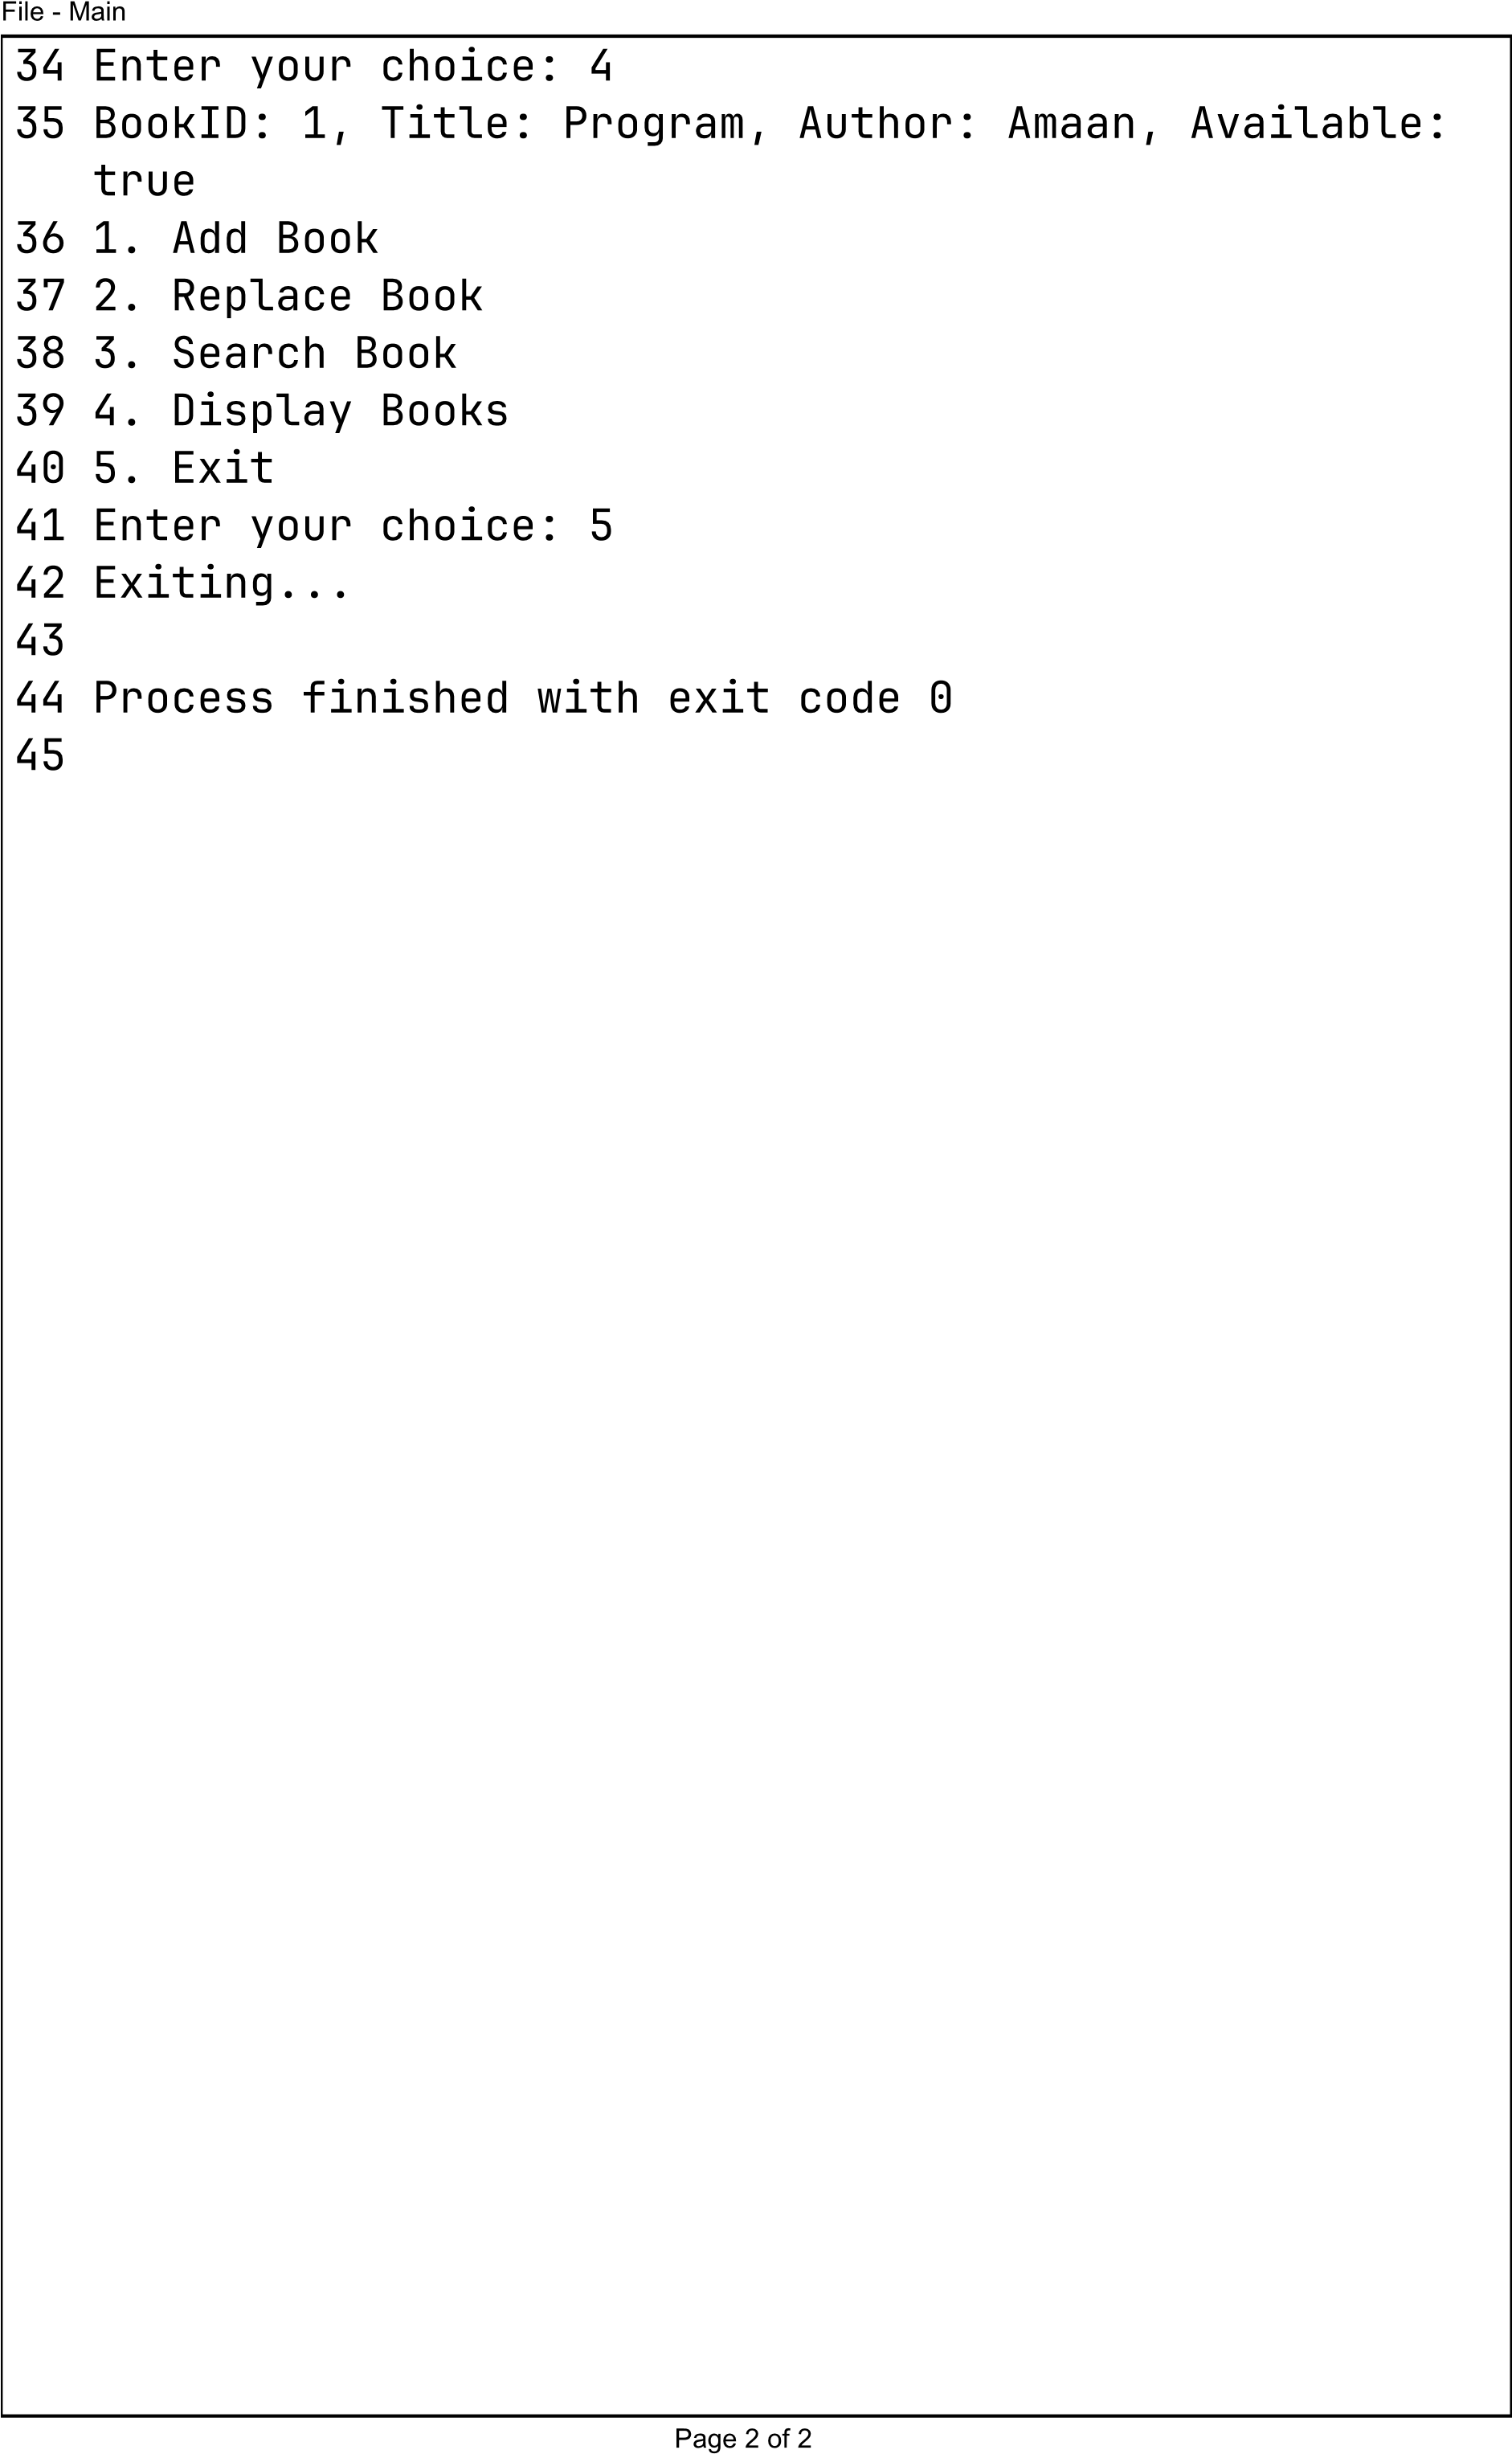 File - Main
34 Enter your choice: 4
35 BookID: 1, Title: Program, Author: Amaan, Available:
true
36 1. Add Book
37 2. Replace Book
38 3. Search Book
39 4. Display Books
40 5. Exit
41 Enter your choice: 5
42 Exiting...
43
44 Process finished with exit code 0
45
Page 2 of 2